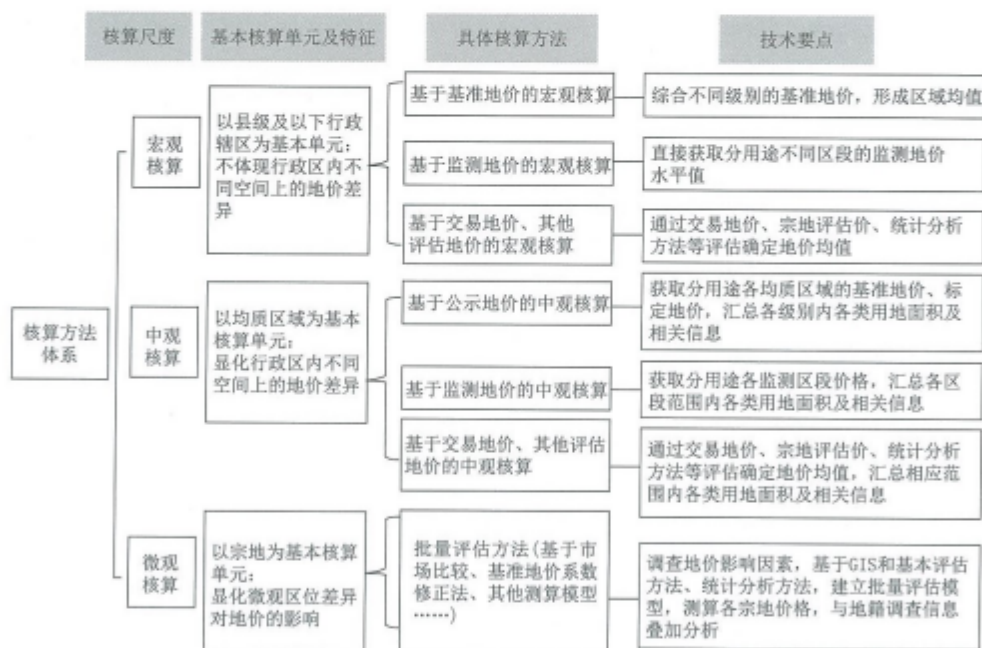 核算尺度
基本核算单元及特征
具体核算方法
技术要点
核算方法
体系
宏观
核算
以县级及以下行政
辖区为基本单元；
不体现行政区内不
同空间上的地价差
异
基于基准地价的宏观核算
综合不同级别的基准地价，形成区域均值
基于监测地价的宏观核算
直接获取分用途不同区段的监测地价
水平值
基于交易地价、其他
评估地价的宏观核算
通过交易地价、宗地评估价、统计分析
方法等评估确定地价均值
中观
核算
以均质区域为基本
核算单元；
显化行政区内不同
空间上的地价差异
基于公示地价的中观核算
获取分用途各均质区域的基准地价、标
定地价，汇总各级别内各类用地面积及
相关信息
基于监测地价的中观核算
获取分用途各监测区段价格，汇总各区
段范围内各类用地面积及相关信息
基于交易地价、其他评估
地价的中观核算
通过交易地价、宗地评估价、统计分析
方法等评估确定地价均值，汇总相应范
围内各类用地面积及相关信息
微观
核算
以宗地为基本核算
单元；
显化微观区位差异
对地价的影响
批量评估方法(基于市
场比较、基准地价系数
修正法、其他测算模型
……)
调查地价影响因素，基于GIS和基本评估
方法、统计分析方法，建立批量评估模
型，测算各宗地价格，与地籍调查信息
叠加分析